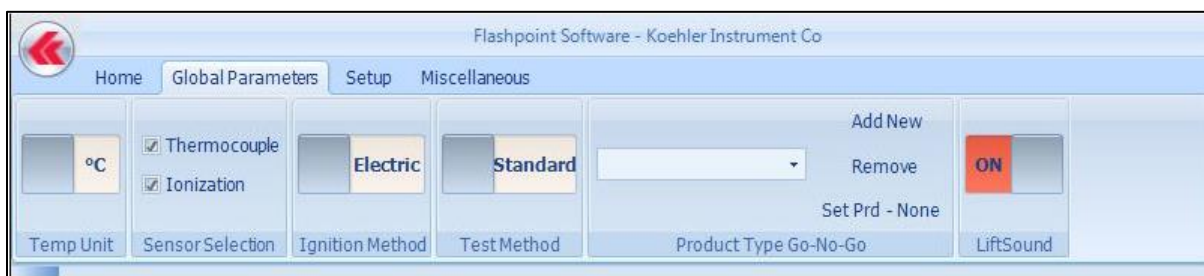 Flashpoint Software - Koehler Instrument Co
Home Global Parameters Setup Miscellaneous
°C
Thermocouple
Ionization
Electric
Standard
Add New
Remove
Set Prd - None
ON
Temp Unit Sensor Selection Ignition Method Test Method Product Type Go-No-Go LiftSound